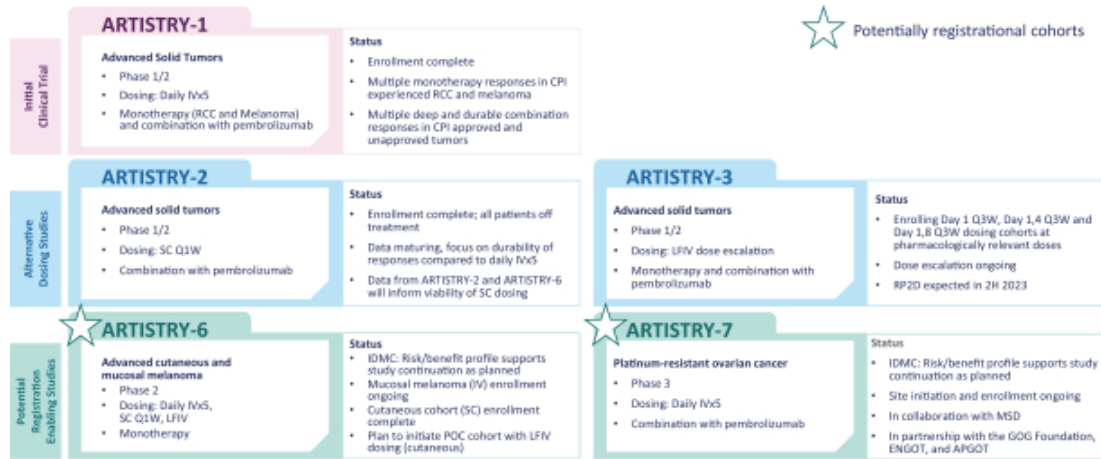 Potentially registrational cohorts
Initial
Clinical Trial
ARTISTRY-1
Advanced Solid Tumors
• Phase 1/2
• Dosing: Daily IVx5
• Monotherapy (RCC and Melanoma)
and combination with pembrolizumab
Status
• Enrollment complete
• Multiple monotherapy responses in CPI
experienced RCC and melanoma
• Multiple deep and durable combination
responses in CPI approved and
unapproved tumors
Alternative
Dosing Studies
ARTISTRY-2
Advanced solid tumors
• Phase 1/2
• Dosing: SC Q1W
• Combination with pembrolizumab
Status
• Enrollment complete; all patients off
treatment
• Data maturing, focus on durability of
responses compared to daily IVx5
• Data from ARTISTRY-2 and ARTISTRY-6
will inform viability of SC dosing
ARTISTRY-3
Advanced solid tumors
• Phase 1/2
• Dosing: LFIV dose escalation
• Monotherapy and combination with
pembrolizumab
Status
• Enrolling Day 1 Q3W, Day 1,4 Q3W and
Day 1,8 Q3W dosing cohorts at
pharmacologically relevant doses
• Dose escalation ongoing
• RP2D expected in 2H 2023
Potential
Registration
Enabling Studies
ARTISTRY-6
Advanced cutaneous and
mucosal melanoma
• Phase 2
• Dosing: Daily IVx5,
SC Q1W, LFIV
• Monotherapy
Status
• IDMC: Risk/benefit profile supports
study continuation as planned
• Mucosal melanoma (IV) enrollment
ongoing
• Cutaneous cohort (SC) enrollment
complete
• Plan to initiate POC cohort with LFIV
dosing (cutaneous)
ARTISTRY-7
Platinum-resistant ovarian cancer
• Phase 3
• Dosing: Daily IVx5
• Combination with pembrolizumab
Status
• IDMC: Risk/benefit profile supports study
continuation as planned
• Site initiation and enrollment ongoing
• In collaboration with MSD
• In partnership with the GOG Foundation,
ENGOT, and APGOT